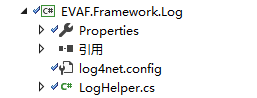 C# EVAF.Framework.Log
Properties
引用
log4net.config
C# LogHelper.cs